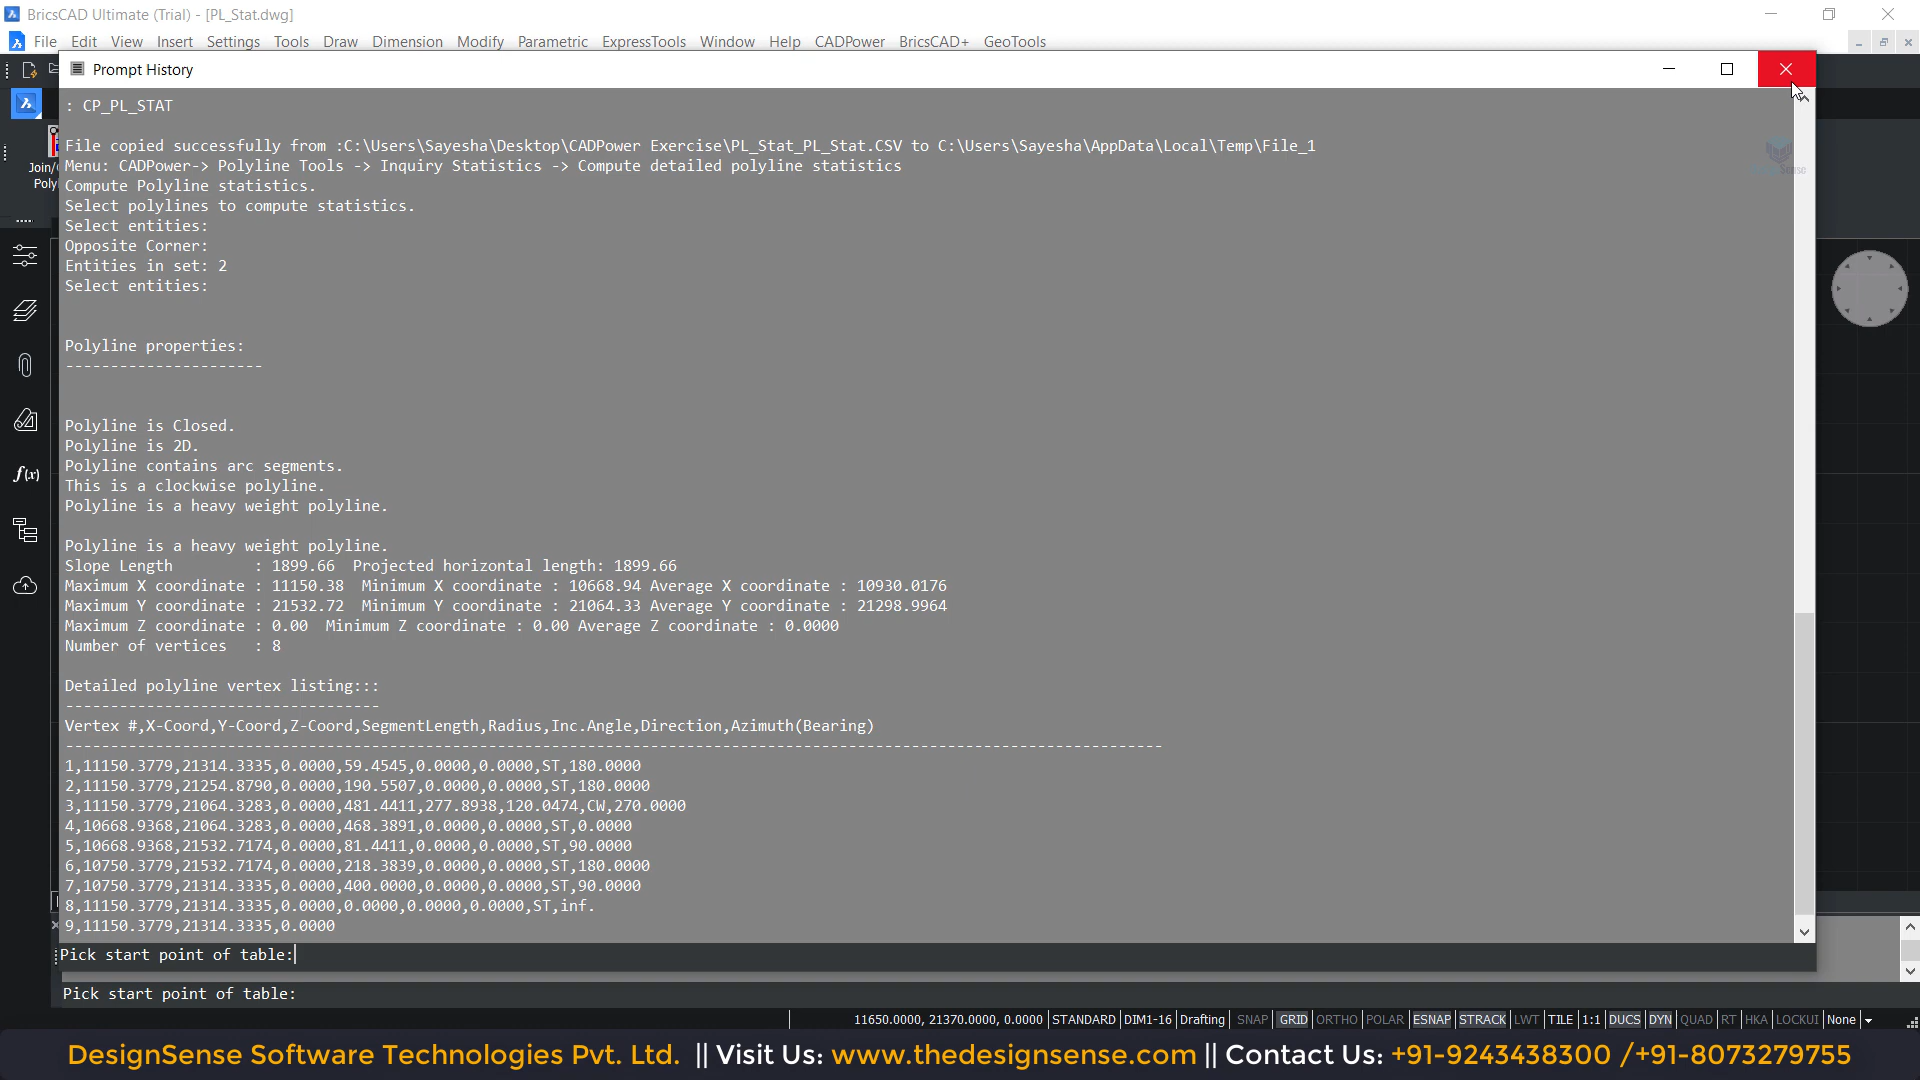 BricsCAD Ultimate (Trial) - [PL_Stat.dwg]
File Edit View Insert Settings Tools Draw Dimension Modify Parametric ExpressTools Window Help CADPower BricsCAD+ GeoTools
Prompt History
: CP_PL_STAT
File copied successfully from :C:\Users\Sayesha\Desktop\CADPower Exercise\PL_Stat_PL_Stat.CSV to C:\Users\Sayesha\AppData\Local\Temp\File_1
Menu: CADPower-> Polyline Tools -> Inquiry Statistics -> Compute detailed polyline statistics
Join/
Poly
Compute Polyline statistics.
Select polylines to compute statistics.
Select entities:
Opposite Corner:
Entities in set: 2
Select entities:
Polyline properties:
----------------------
Polyline is Closed.
Polyline is 2D.
Polyline contains arc segments.
This is a clockwise polyline.
f(x)
Polyline is a heavy weight polyline.
Polyline is a heavy weight polyline.
Slope Length : 1899.66 Projected horizontal length: 1899.66
Maximum X coordinate : 11150.38 Minimum X coordinate : 10668.94 Average X coordinate : 10930.0176
Maximum Y coordinate : 21532.72 Minimum Y coordinate : 21064.33 Average Y coordinate : 21298.9964
Maximum Z coordinate : 0.00 Minimum Z coordinate : 0.00 Average Z coordinate : 0.0000
Number of vertices : 8
Detailed polyline vertex listing:::
-----------------------------------
Vertex #,X-Coord,Y-Coord,Z-Coord,SegmentLength,Radius,Inc.Angle,Direction,Azimuth(Bearing)
--------------------------------------------------------------------------------------------------------------------------
1,11150.3779,21314.3335,0.0000,59.4545,0.0000,0.0000,ST,180.0000
2,11150.3779,21254.8790,0.0000,190.5507,0.0000,0.0000,ST,180.0000
3,11150.3779,21064.3283,0.0000,481.4411,277.8938,120.0474,CW,270.0000
4,10668.9368,21064.3283,0.0000,468.3891,0.0000,0.0000,ST,0.0000
5,10668.9368,21532.7174,0.0000,81.4411,0.0000,0.0000,ST,90.0000
6,10750.3779,21532.7174,0.0000,218.3839,0.0000,0.0000,ST,180.0000
7,10750.3779,21314.3335,0.0000,400.0000,0.0000,0.0000,ST,90.0000
8,11150.3779,21314.3335,0.0000,0.0000,0.0000,0.0000,ST,inf.
9,11150.3779,21314.3335,0.0000
Pick start point of table:
Pick start point of table:
11650.0000, 21370.0000, 0.0000 STANDARD DIM1-16 Drafting SNAP GRID ORTHO POLAR ESNAP STRACK LWT TILE 1:1 DUCS DYN QUAD RT HKA LOCKUI None
DesignSense Software Technologies Pvt. Ltd. || Visit Us: www.thedesignsense.com || Contact Us: +91-9243438300 /+91-8073279755